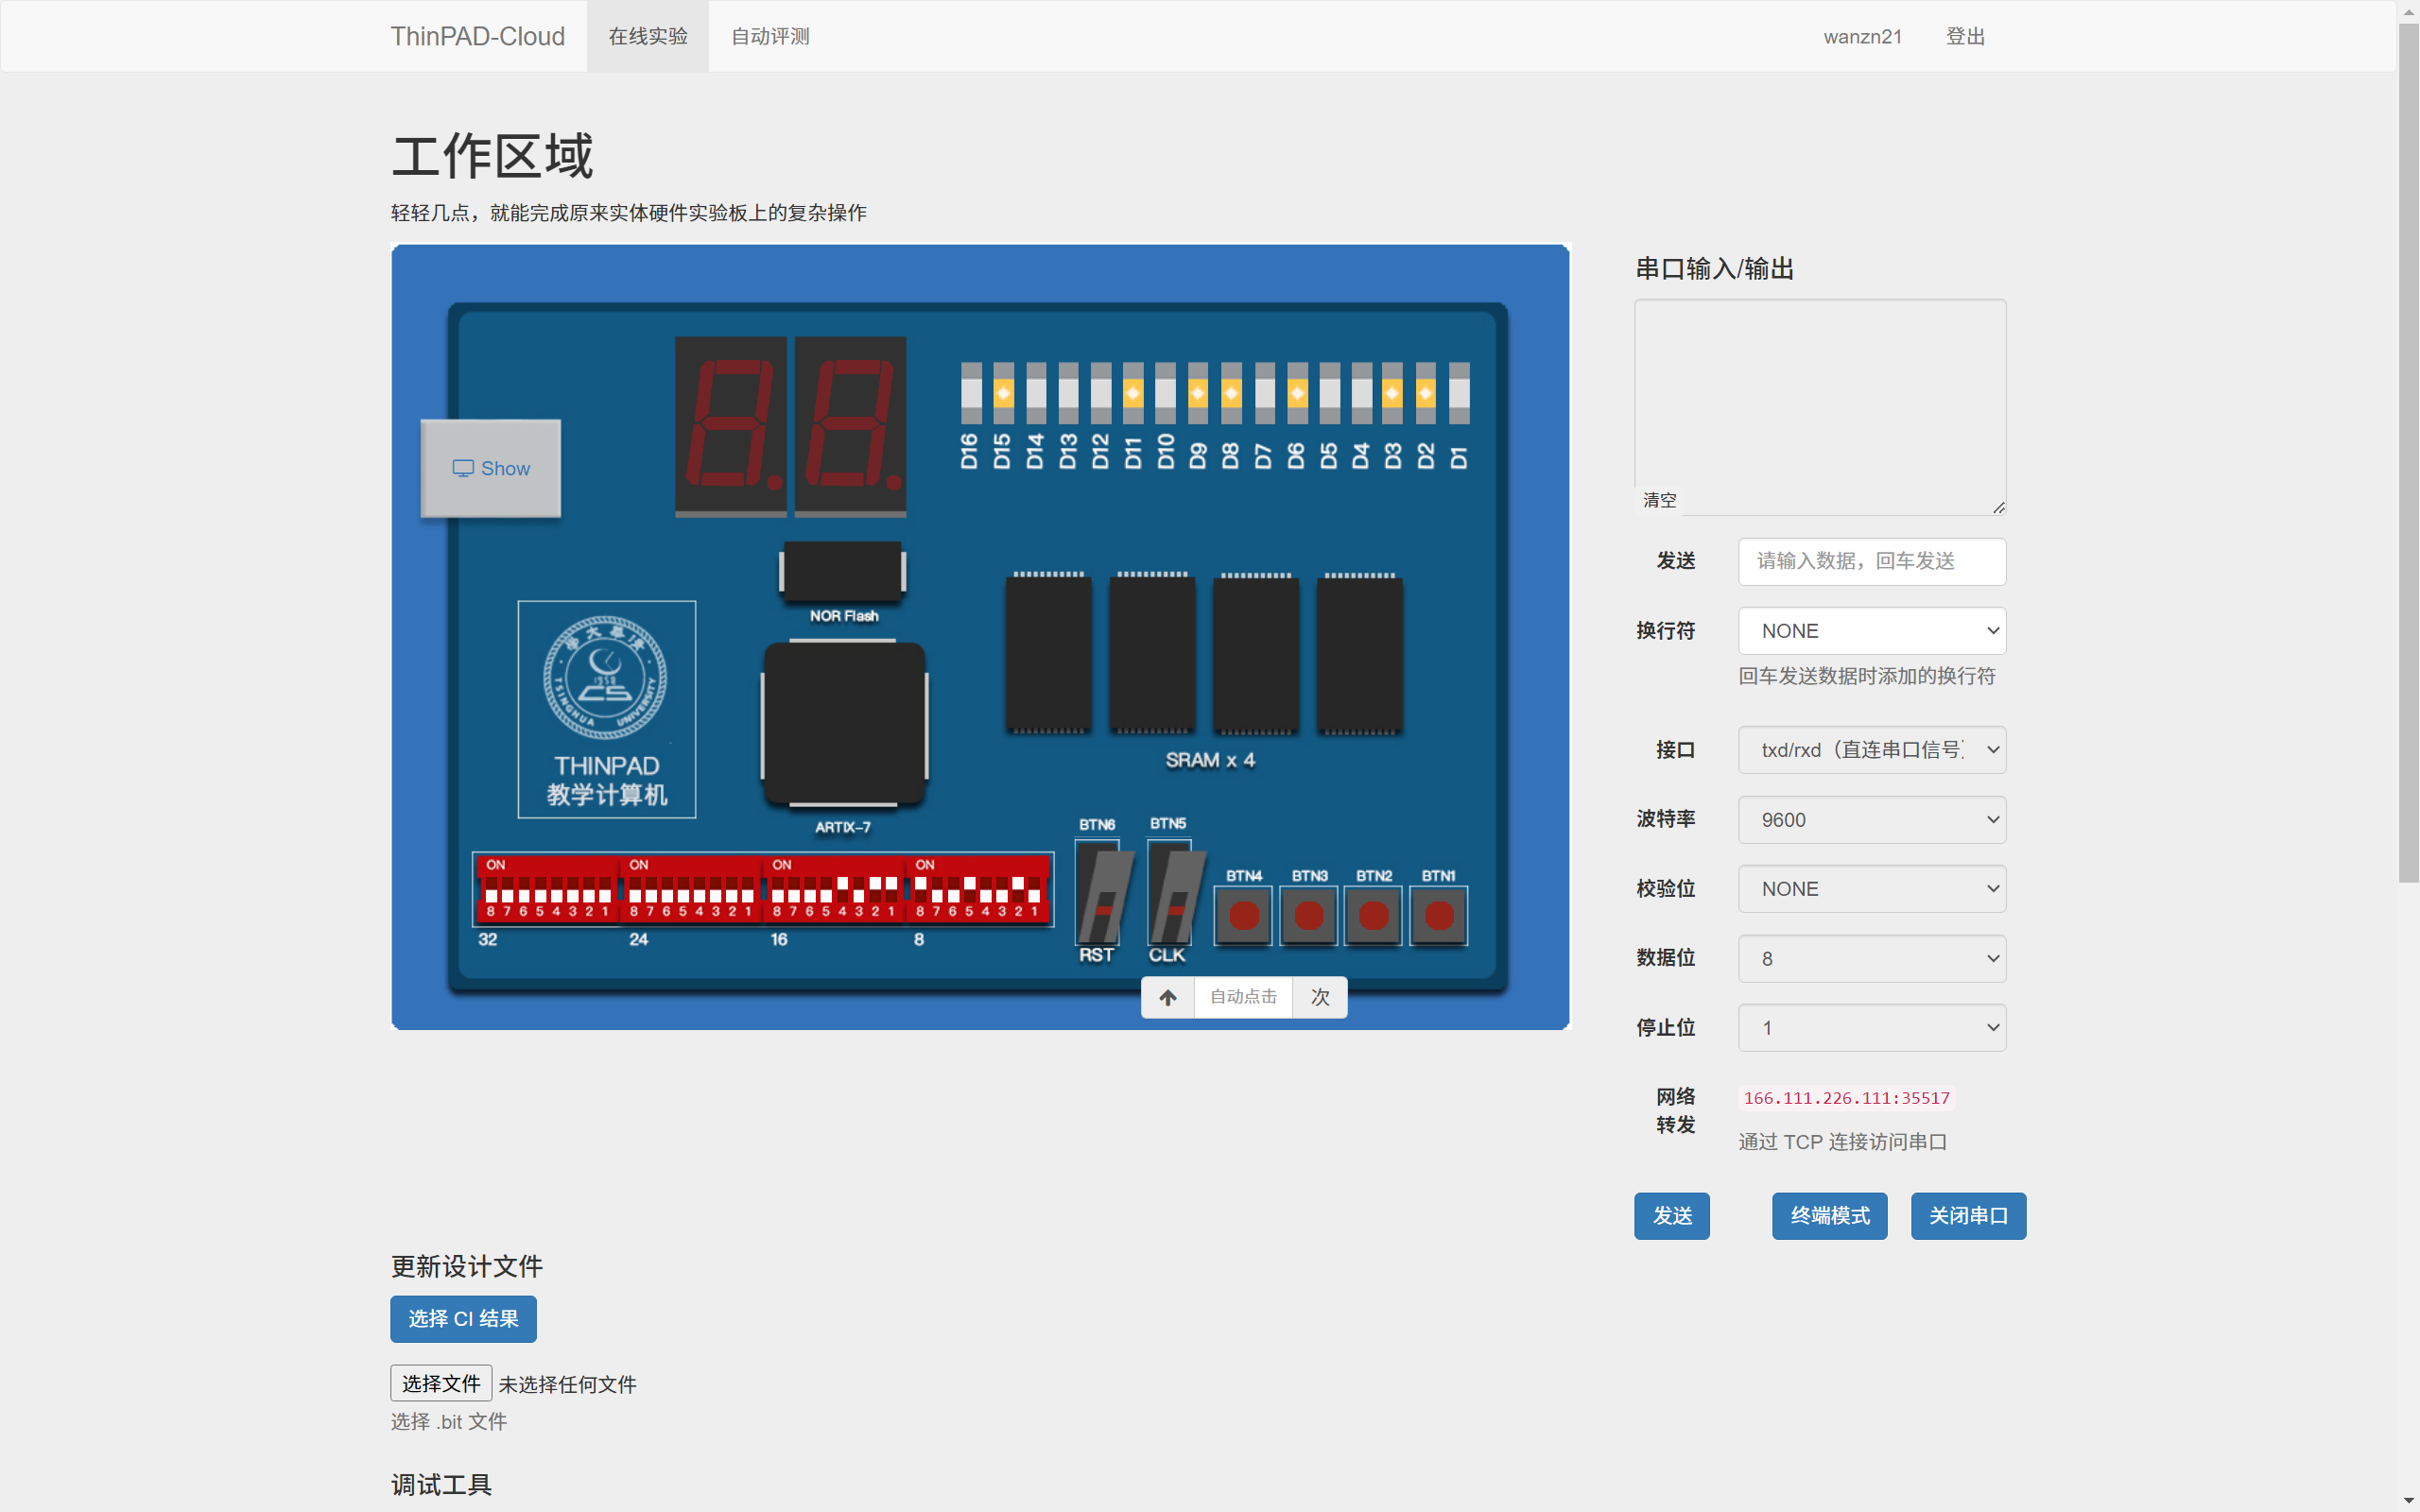 ThinPAD-Cloud 在线实验 自动评测 wanzn21 登出
工作区域
轻轻几点，就能完成原来实体硬件实验板上的复杂操作
串口输入/输出
清空
Show
D16 D15 D14 D13 D12 D11 D10 D9 D8 D7 D6 D5 D4 D3 D2 D1
NOR Flash
1958
TSINGHUA UNIVERSITY
THINPAD
教学计算机
ARTIX-7
SRAM x 4
ON ON ON ON
8 7 6 5 4 3 2 1 8 7 6 5 4 3 2 1 8 7 6 5 4 3 2 1 8 7 6 5 4 3 2 1
32 24 16 8
BTN6 BTN5
BTN4 BTN3 BTN2 BTN1
RST CLK
自动点击 次
发送 请输入数据，回车发送
换行符 NONE
回车发送数据时添加的换行符
接口 txd/rxd（直连串口信号）
波特率 9600
校验位 NONE
数据位 8
停止位 1
网络转发 166.111.226.111:35517
通过 TCP 连接访问串口
发送 终端模式 关闭串口
更新设计文件
选择 CI 结果
选择文件 未选择任何文件
选择 .bit 文件
调试工具